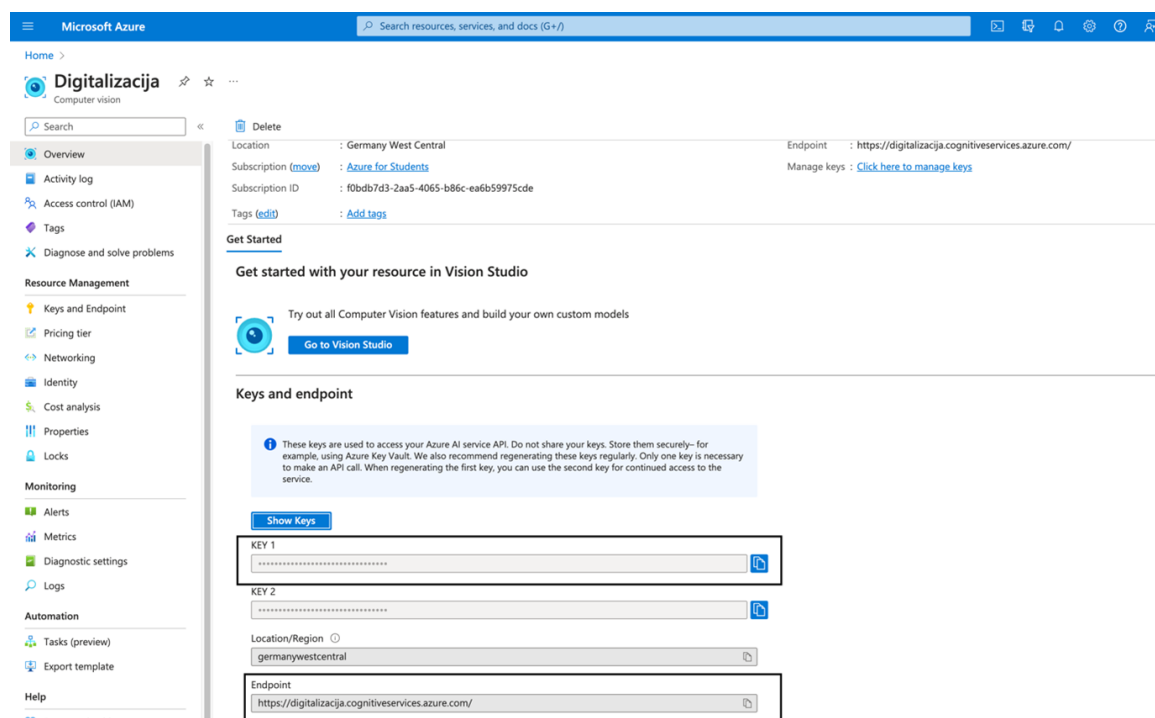 Microsoft Azure
Search resources, services, and docs (G+/)
Home >
Digitalizacija
Computer vision
Search
«
Overview
Activity log
Access control (IAM)
Tags
Diagnose and solve problems
Resource Management
Keys and Endpoint
Pricing tier
Networking
Identity
Cost analysis
Properties
Locks
Monitoring
Alerts
Metrics
Diagnostic settings
Logs
Automation
Tasks (preview)
Export template
Help
Delete
Location : Germany West Central
Subscription (move) : Azure for Students
Subscription ID : f0bdb7d3-2aa5-4065-b86c-ea6b59975cde
Tags (edit) : Add tags
Endpoint : https://digitalizacija.cognitiveservices.azure.com/
Manage keys : Click here to manage keys
Get Started
Get started with your resource in Vision Studio
Try out all Computer Vision features and build your own custom models
Go to Vision Studio
Keys and endpoint
These keys are used to access your Azure AI service API. Do not share your keys. Store them securely– for
example, using Azure Key Vault. We also recommend regenerating these keys regularly. Only one key is necessary
to make an API call. When regenerating the first key, you can use the second key for continued access to the
service.
Show Keys
KEY 1
KEY 2
Location/Region
germanywestcentral
Endpoint
https://digitalizacija.cognitiveservices.azure.com/